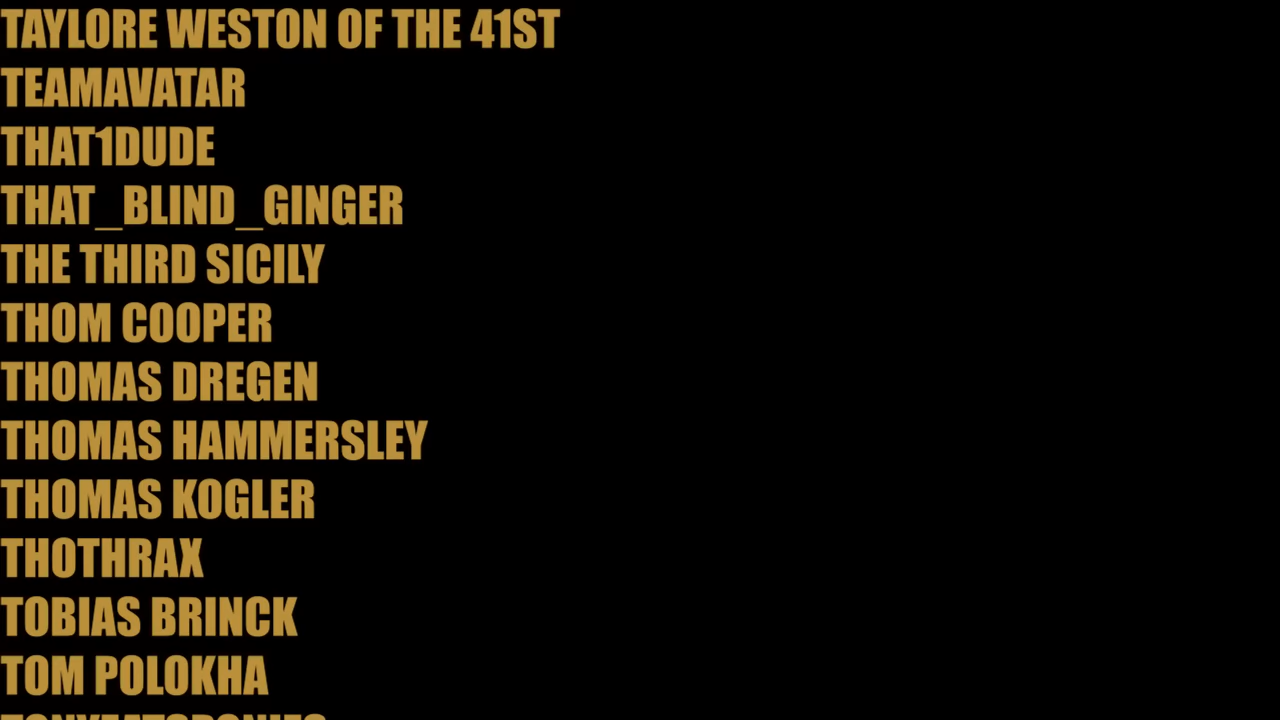 TAYLORE WESTON OF THE 41ST
TEAMAVATAR
THAT1DUDE
THAT_BLIND_GINGER
THE THIRD SICILY
THOM COOPER
THOMAS DREGEN
THOMAS HAMMERSLEY
THOMAS KOGLER
THOTHRAX
TOBIAS BRINCK
TOM POLOKHA